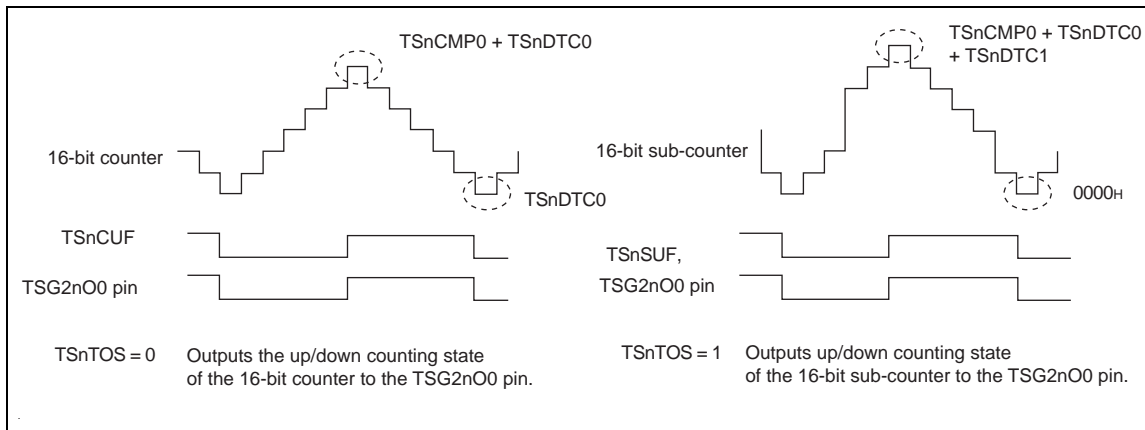 TSnCMP0 + TSnDTC0
16-bit counter
TSnDTC0
TSnCUF
TSG2nO0 pin
TSnTOS = 0 Outputs the up/down counting state
of the 16-bit counter to the TSG2nO0 pin.
TSnCMP0 + TSnDTC0
+ TSnDTC1
16-bit sub-counter
0000H
TSnSUF,
TSG2nO0 pin
TSnTOS = 1 Outputs up/down counting state
of the 16-bit sub-counter to the TSG2nO0 pin.